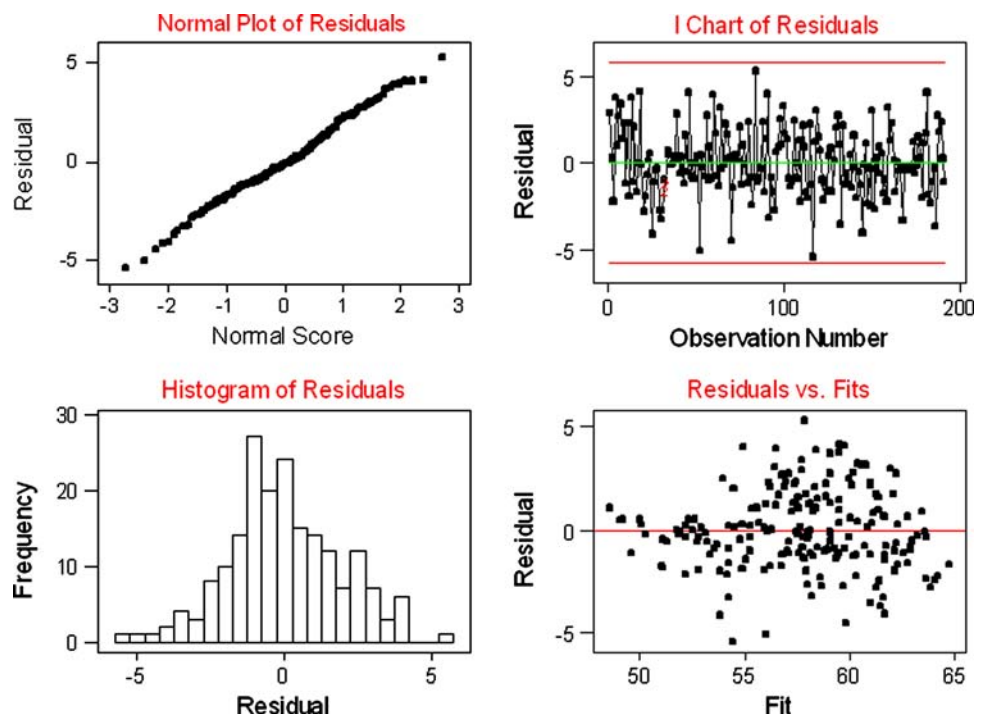 Normal Plot of Residuals
5
0
-5
Residual
-3 -2 -1 0 1 2 3
Normal Score
I Chart of Residuals
5
0
-5
Residual
0 100 200
Observation Number
Histogram of Residuals
30
20
10
0
Frequency
-5 0 5
Residual
Residuals vs. Fits
5
0
-5
Residual
50 55 60 65
Fit